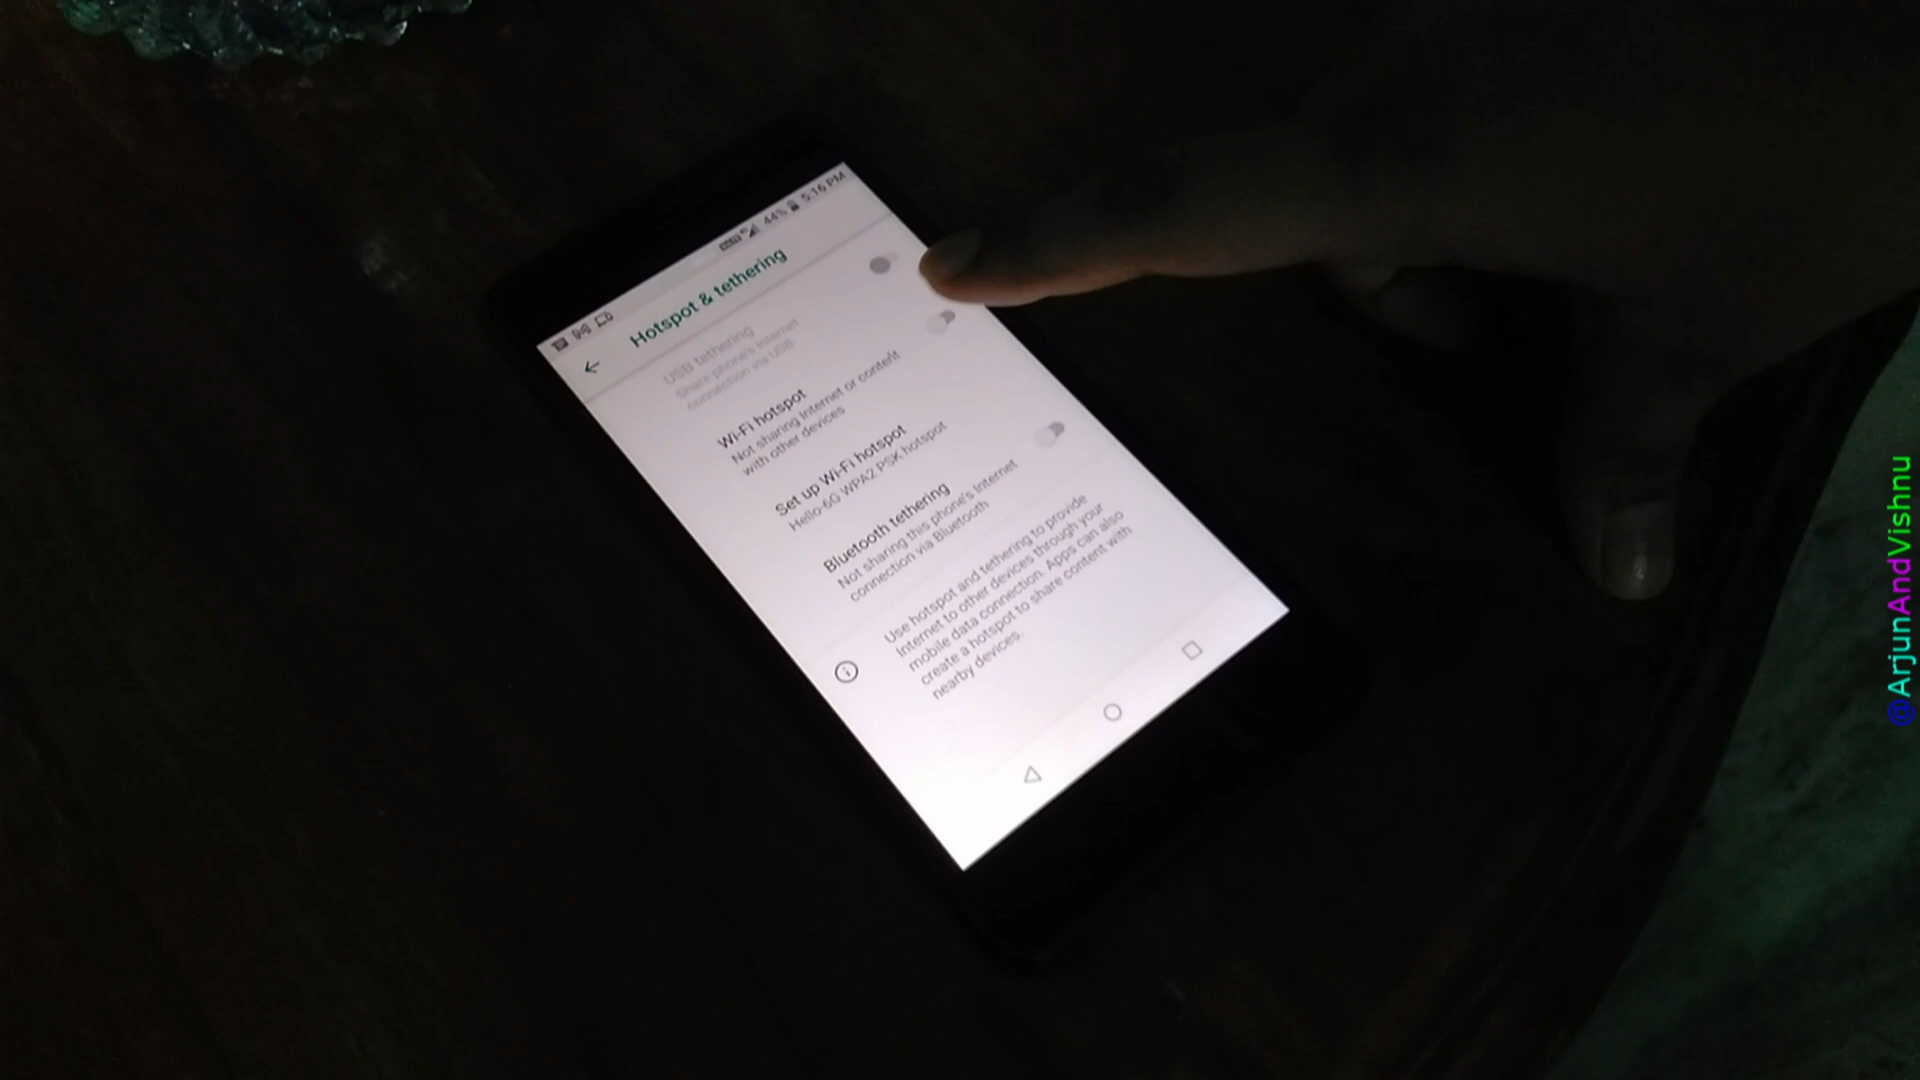 44% 5:16 PM
Hotspot & tethering
USB tethering
Share phone's Internet
connection via USB
Wi-Fi hotspot
Not sharing Internet or content
with other devices
Set up Wi-Fi hotspot
Hello-6G WPA2 PSK hotspot
Bluetooth tethering
Not sharing this phone's Internet
connection via Bluetooth
Use hotspot and tethering to provide
Internet to other devices through your
mobile data connection. Apps can also
create a hotspot to share content with
nearby devices.
@ArjunAndVishnu